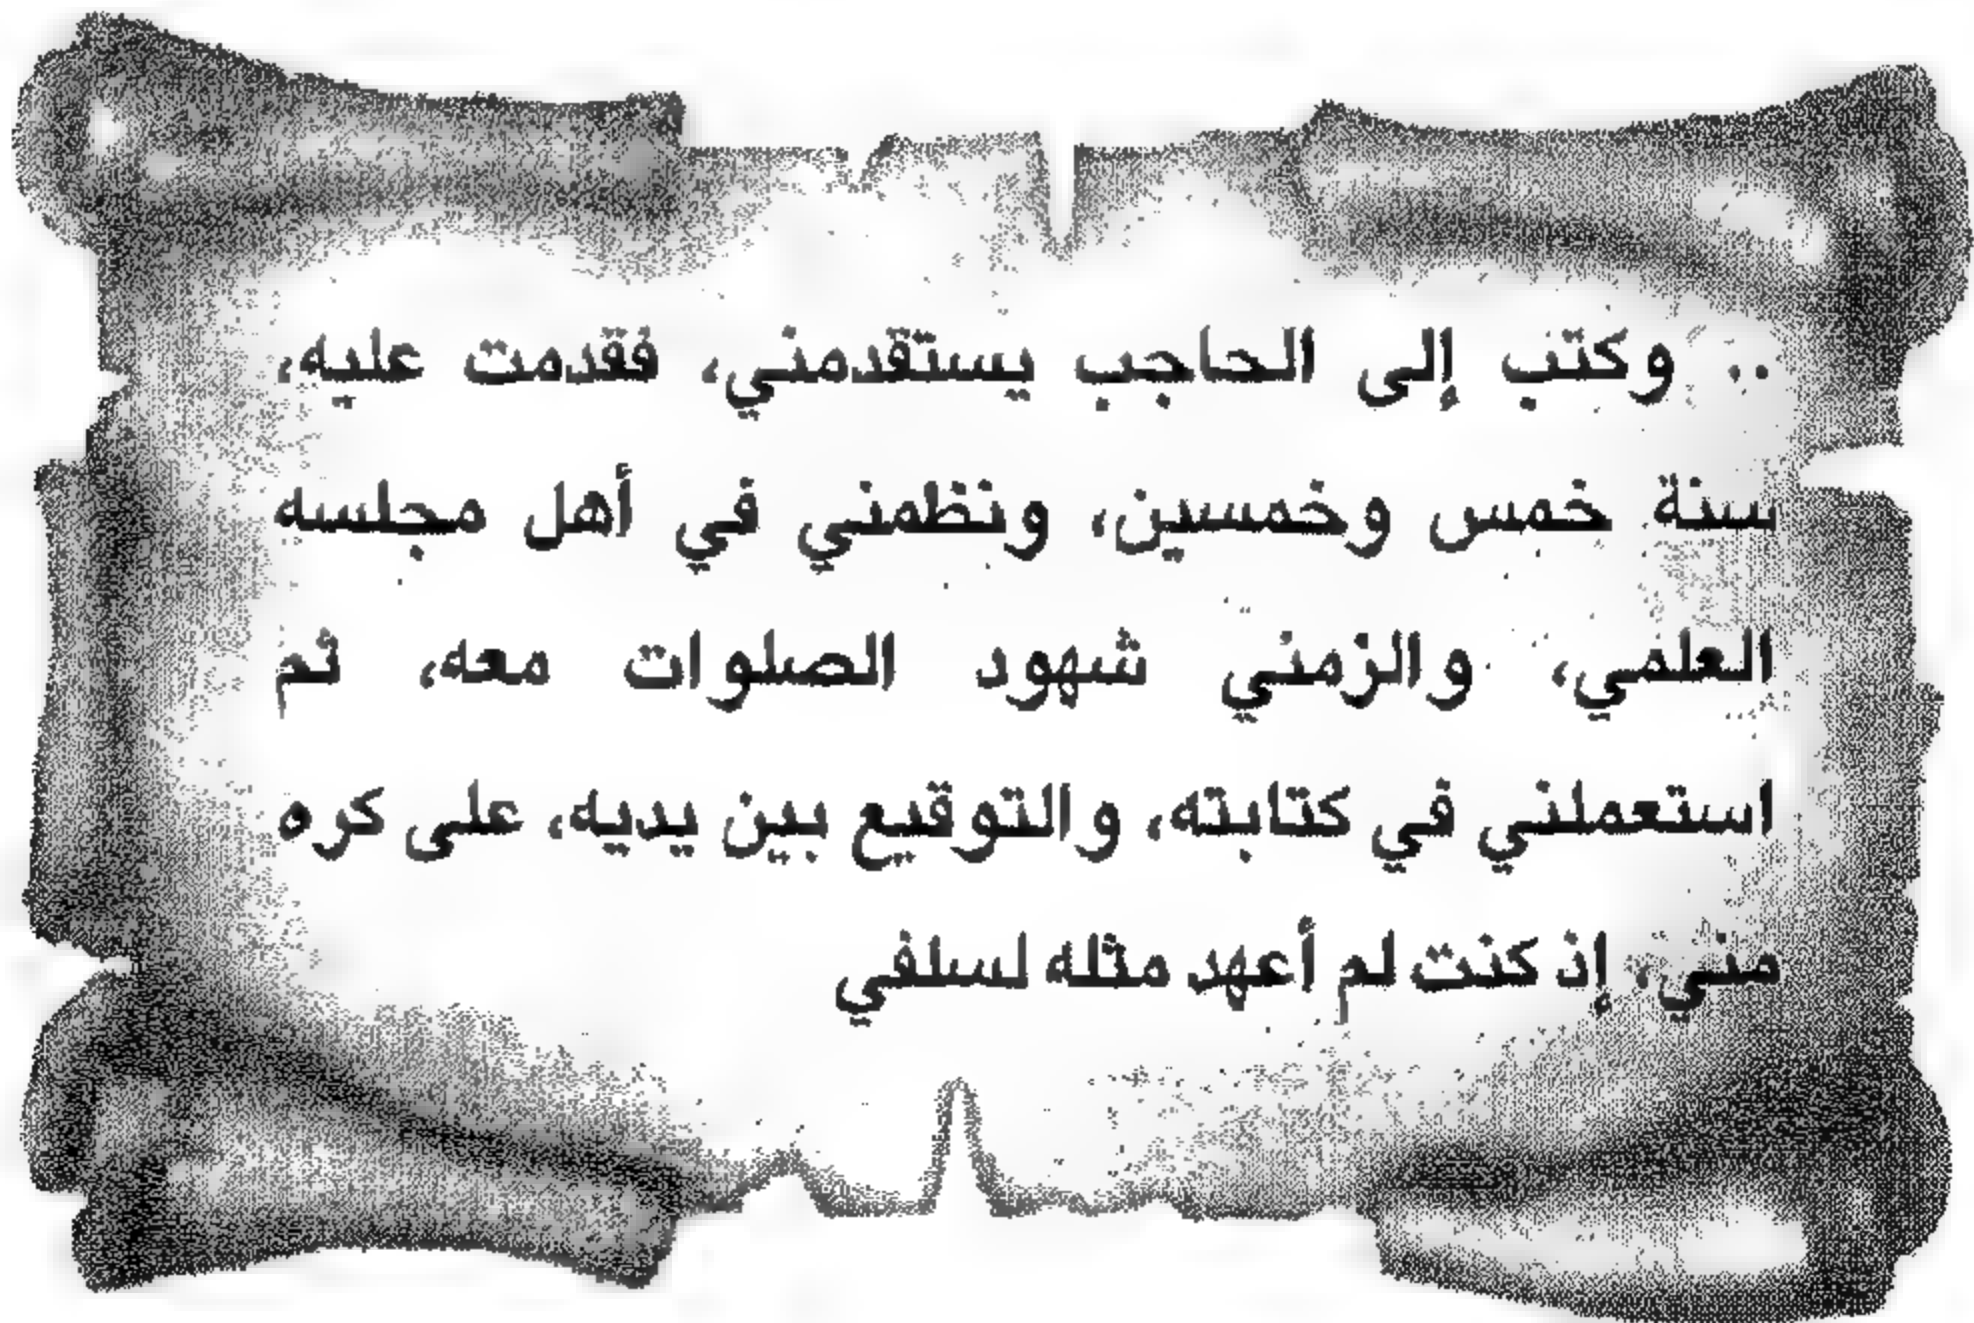 .. وكتب إلى الحاجب يستقدمني، فقدمت عليه،
سنة خمس وخمسين، ونظمني في أهل مجلسه
العلمي، والزمني شهود الصلوات معه، ثم
استعملني في كتابته، والتوقيع بين يديه، على كره
مني، إذ كنت لم أعهد مثله لسلفي